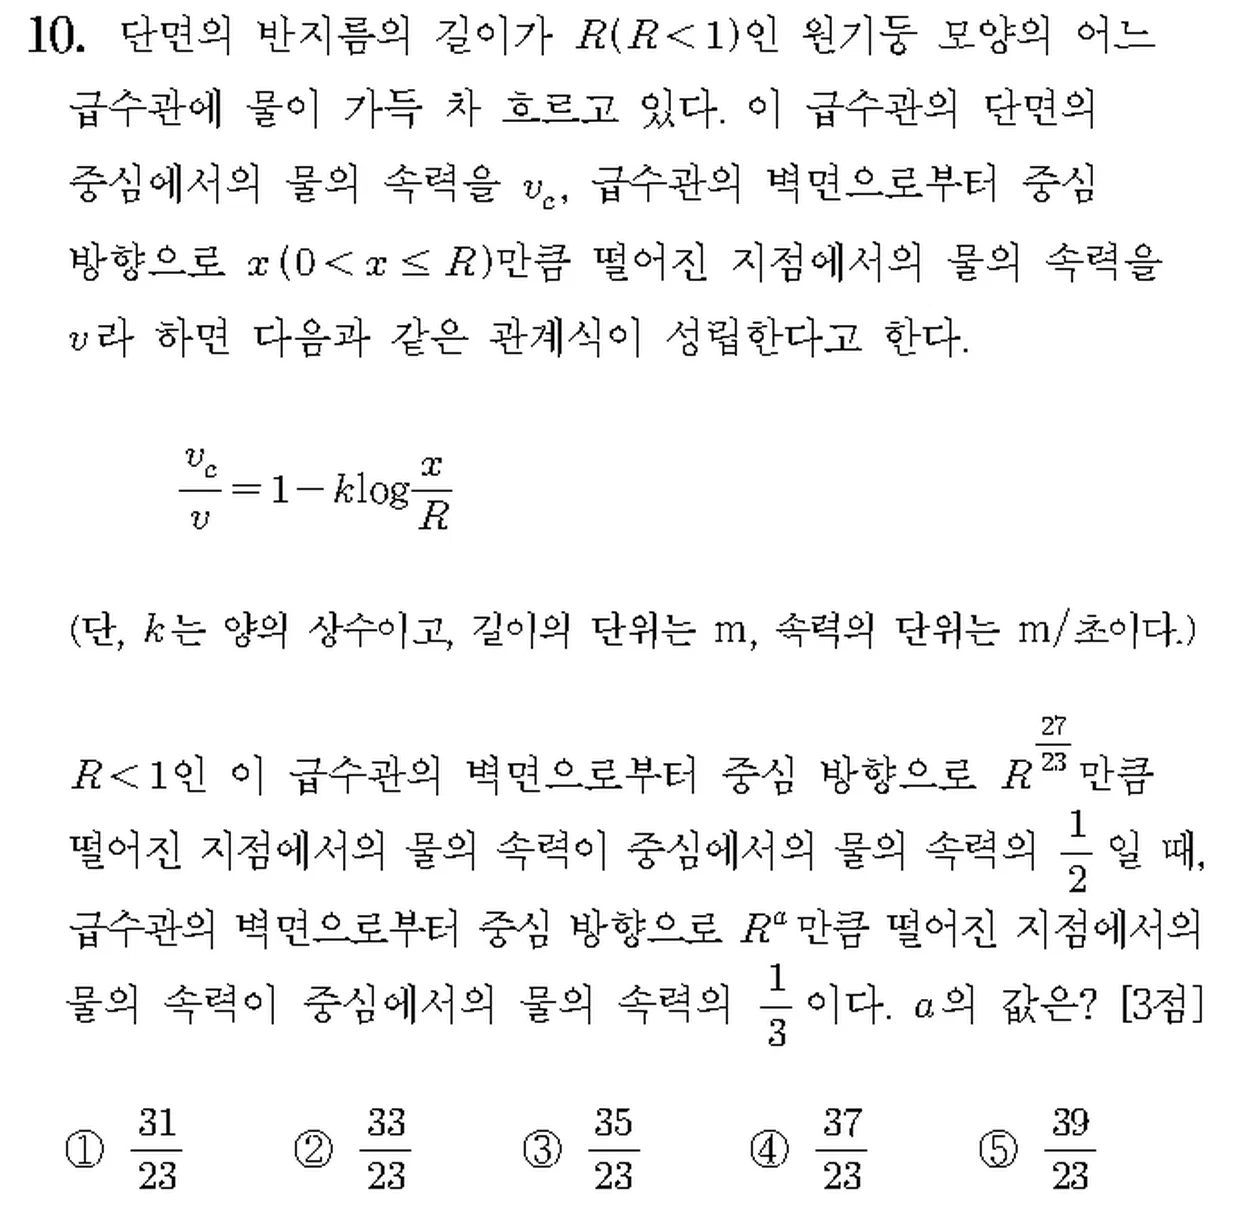 10. 단면의 반지름의 길이가 R(R<1)인 원기둥 모양의 어느
급수관에 물이 가득 차 흐르고 있다. 이 급수관의 단면의
중심에서의 물의 속력을 v_c, 급수관의 벽면으로부터 중심
방향으로 x(0<x≤R)만큼 떨어진 지점에서의 물의 속력을
v라 하면 다음과 같은 관계식이 성립한다고 한다.
v_c/v = 1 - k log x/R
(단, k는 양의 상수이고, 길이의 단위는 m, 속력의 단위는 m/초이다.)
R<1인 이 급수관의 벽면으로부터 중심 방향으로 R^(27/23)만큼
떨어진 지점에서의 물의 속력이 중심에서의 물의 속력의 1/2일 때,
급수관의 벽면으로부터 중심 방향으로 R^a만큼 떨어진 지점에서의
물의 속력이 중심에서의 물의 속력의 1/3이다. a의 값은? [3점]
① 31/23 ② 33/23 ③ 35/23 ④ 37/23 ⑤ 39/23